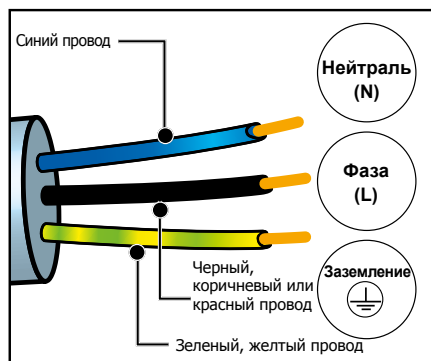 Синий провод
Нейтраль
(N)
Фаза
(L)
Заземление
Черный,
коричневый или
красный провод
Зеленый, желтый провод